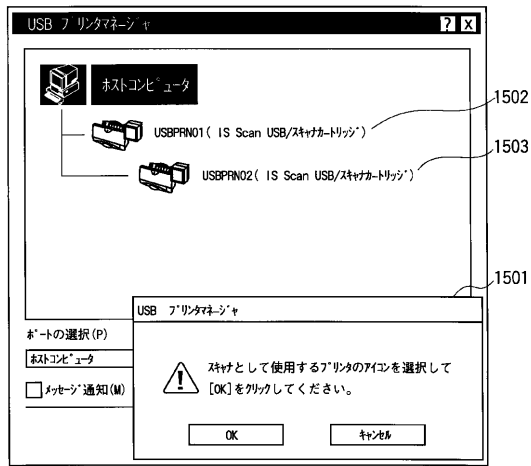 USB プリンタマネージャ ? X
ホストコンピュータ
USBPRN01( IS Scan USB/スキャナカートリッジ)
1502
USBPRN02( IS Scan USB/スキャナカートリッジ)
1503
1501
USB プリンタマネージャ
スキャナとして使用するプリンタのアイコンを選択して
[OK]をクリックしてください。
OK キャンセル
ポートの選択(P)
ホストコンピュータ
メッセージ通知(M)